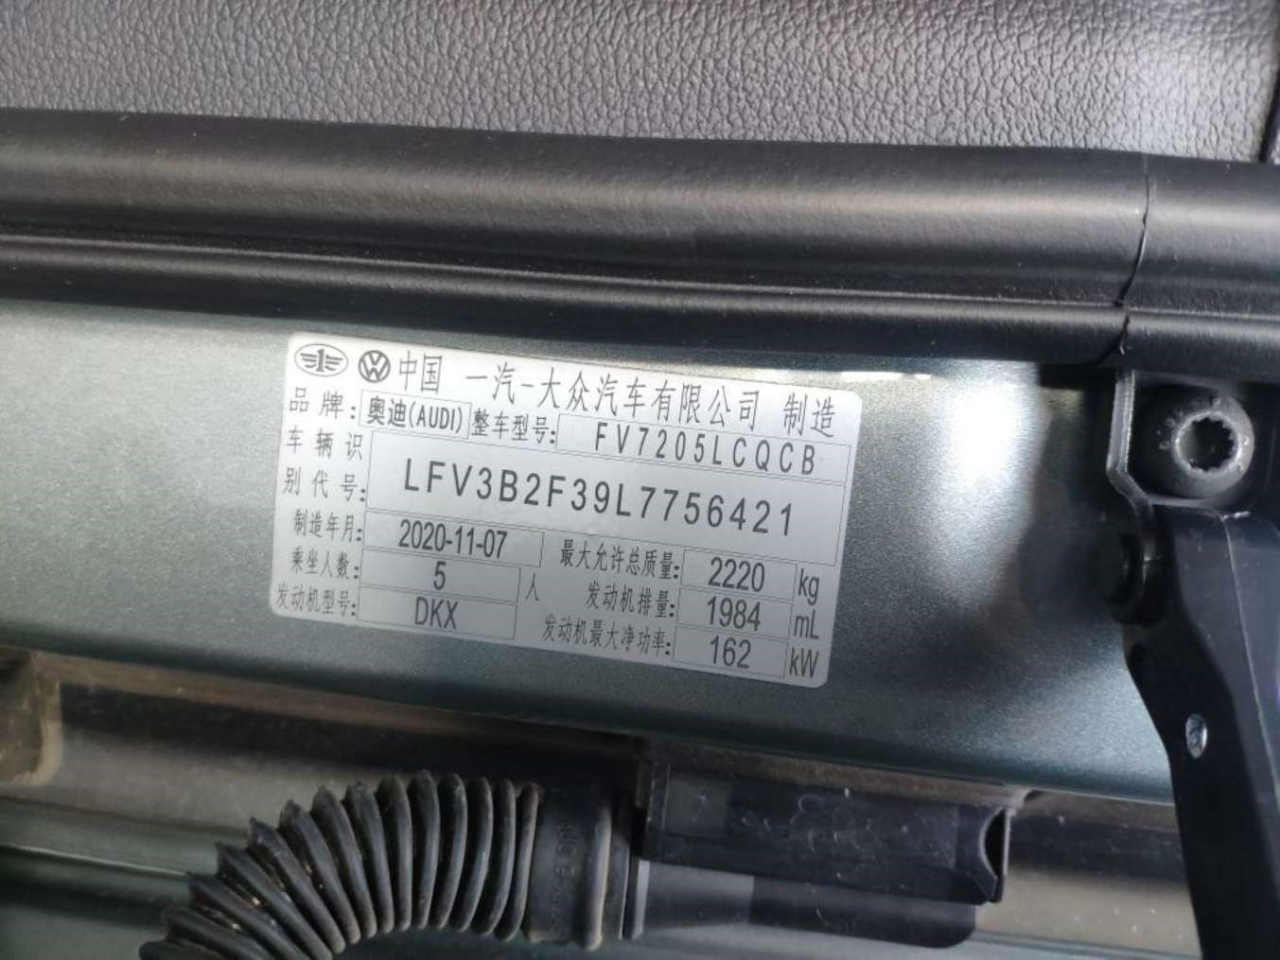 中国 一汽-大众汽车有限公司 制造
品牌: 奥迪(AUDI) 整车型号: FV7205LCQCB
车辆识别代号: LFV3B2F39L7756421
制造年月: 2020-11-07 最大允许总质量: 2220 kg
乘坐人数: 5 人 发动机排量: 1984 mL
发动机型号: DKX 发动机最大净功率: 162 kW